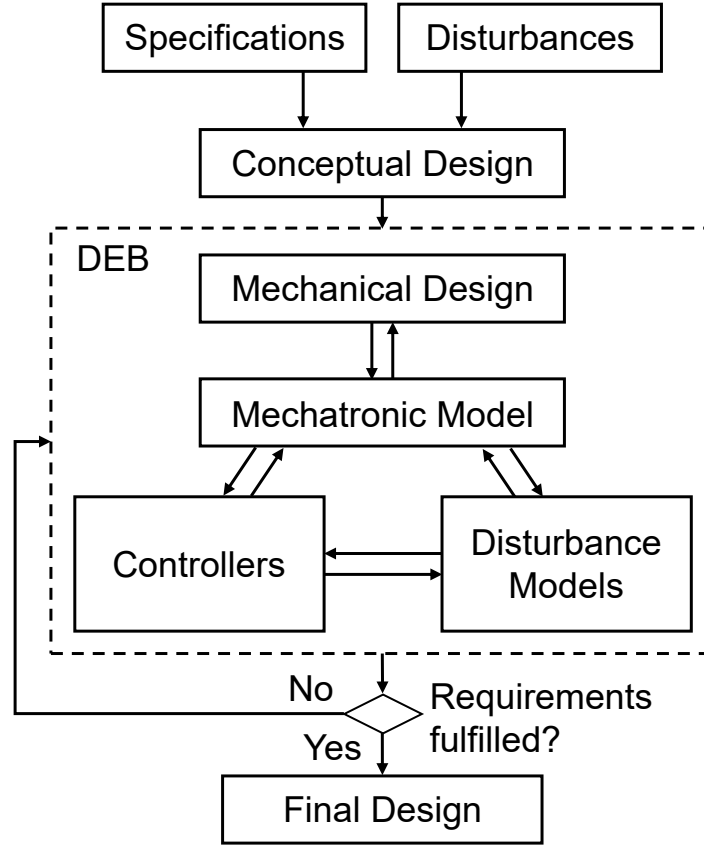 Specifications
Disturbances
Conceptual Design
DEB
Mechanical Design
Mechatronic Model
Controllers
Disturbance
Models
No
Requirements
fulfilled?
Yes
Final Design